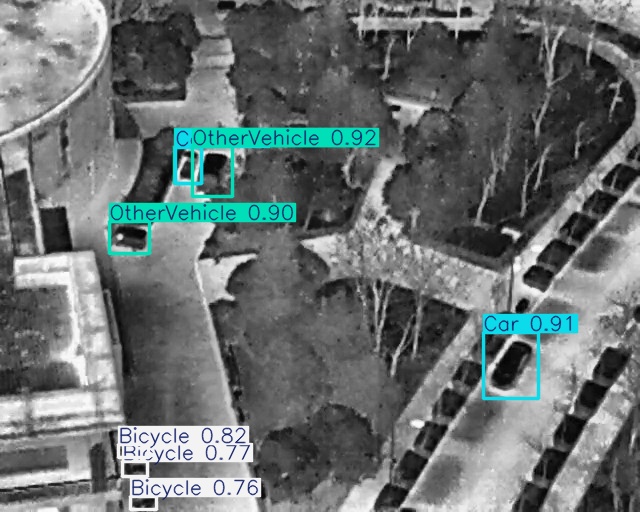 OtherVehicle 0.92
OtherVehicle 0.90
Car 0.91
Bicycle 0.82
Bicycle 0.77
Bicycle 0.76